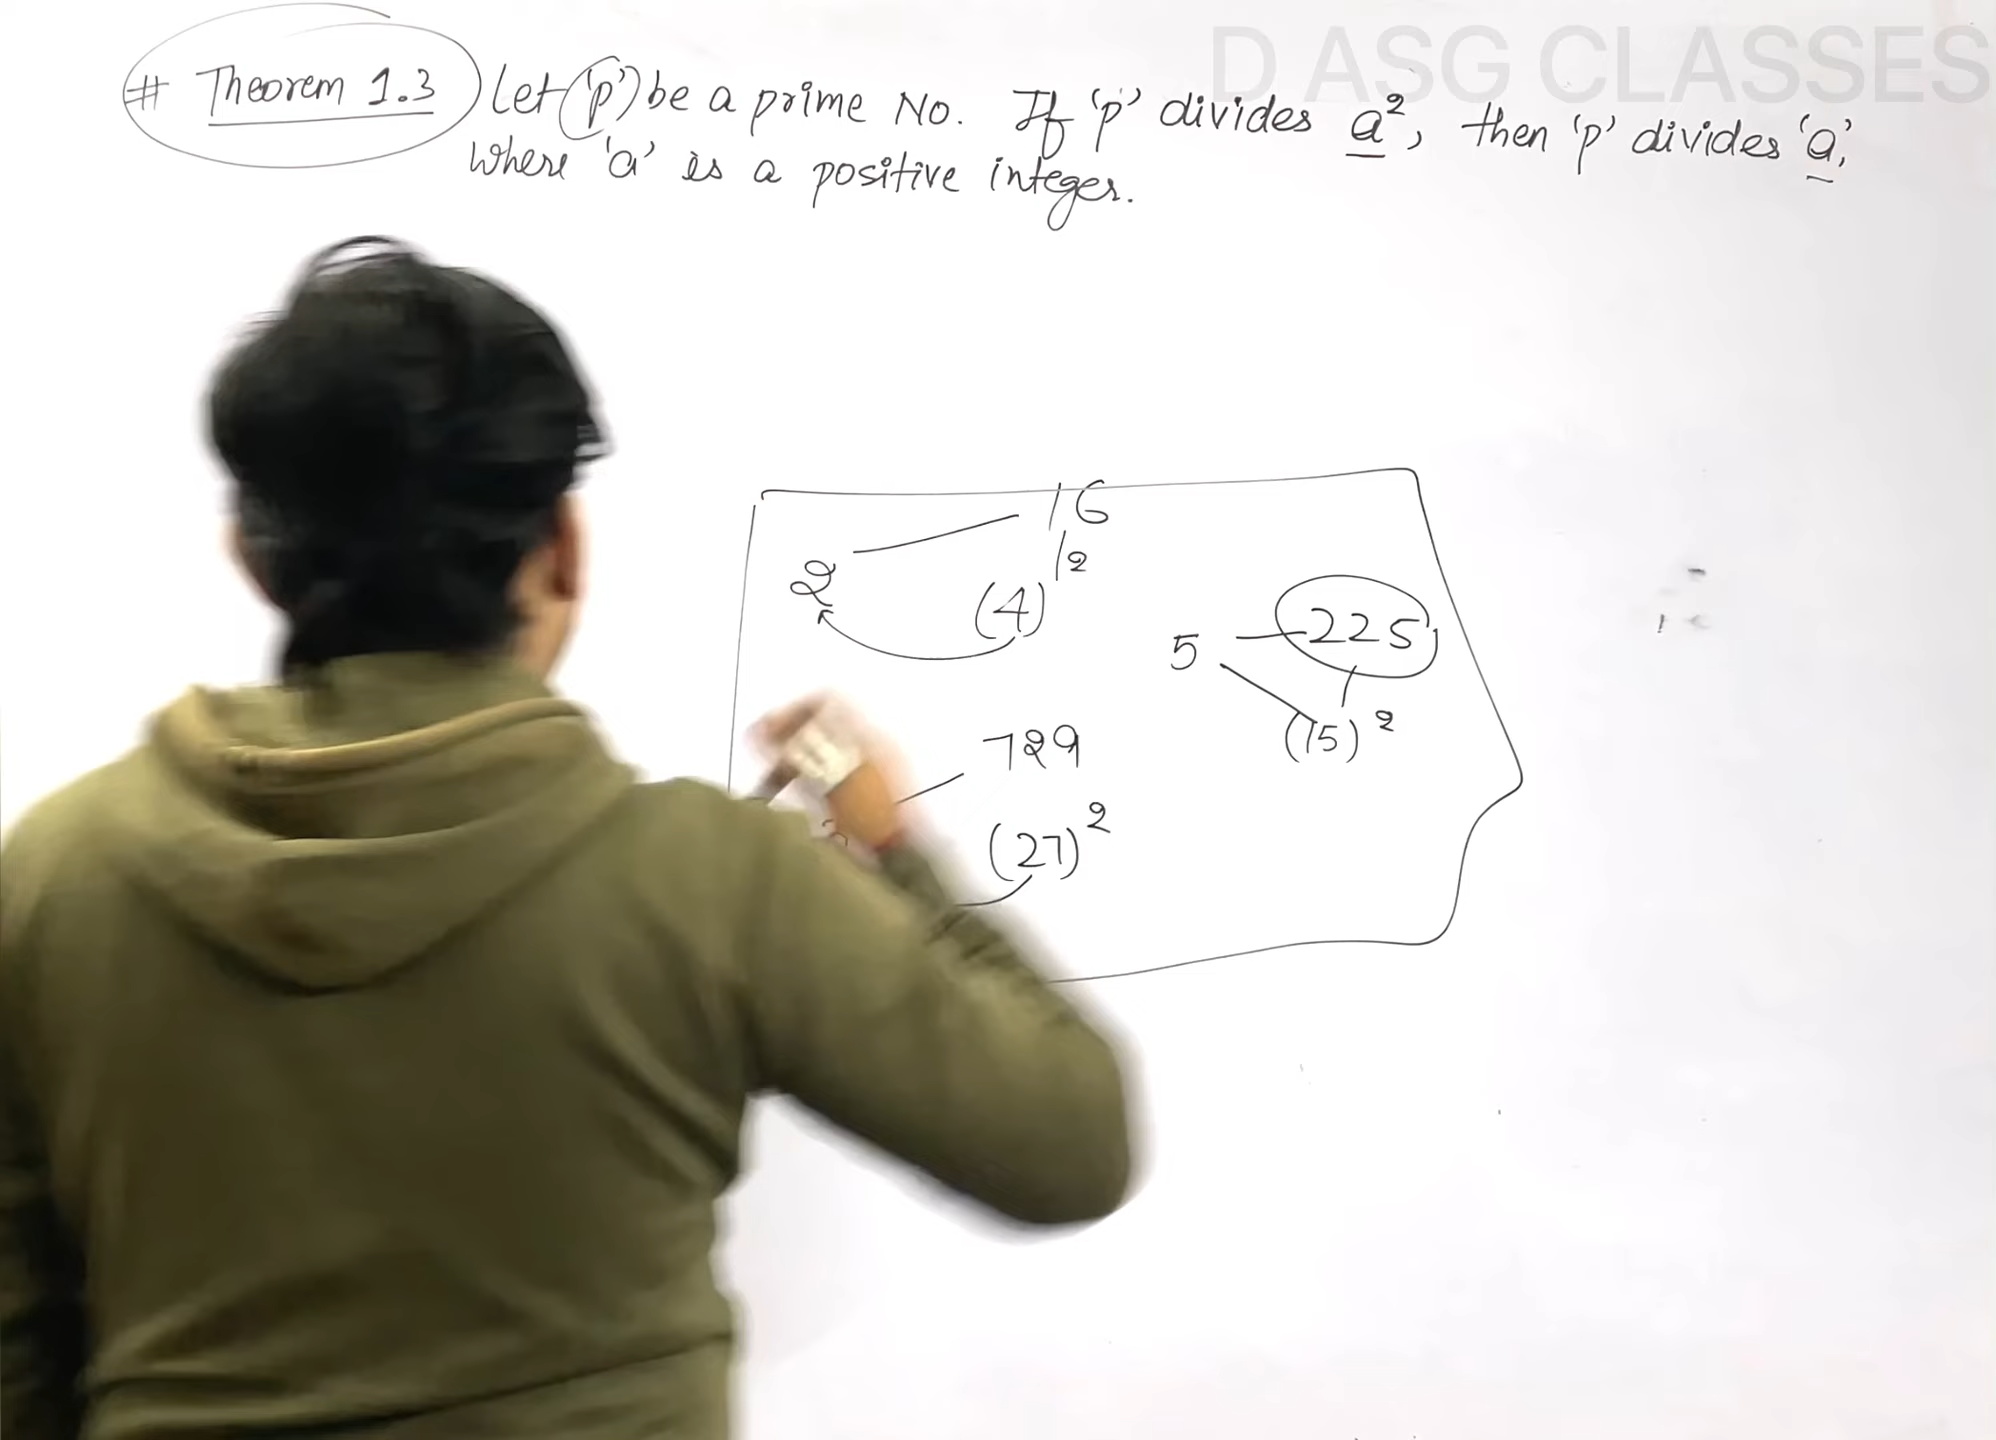 D ASG CLASSES
# Theorem 1.3 Let 'p' be a prime No. If 'p' divides a², then 'p' divides 'a',
where 'a' is a positive integer.
16
2
(4)²
5 225
(15)²
729
(27)²